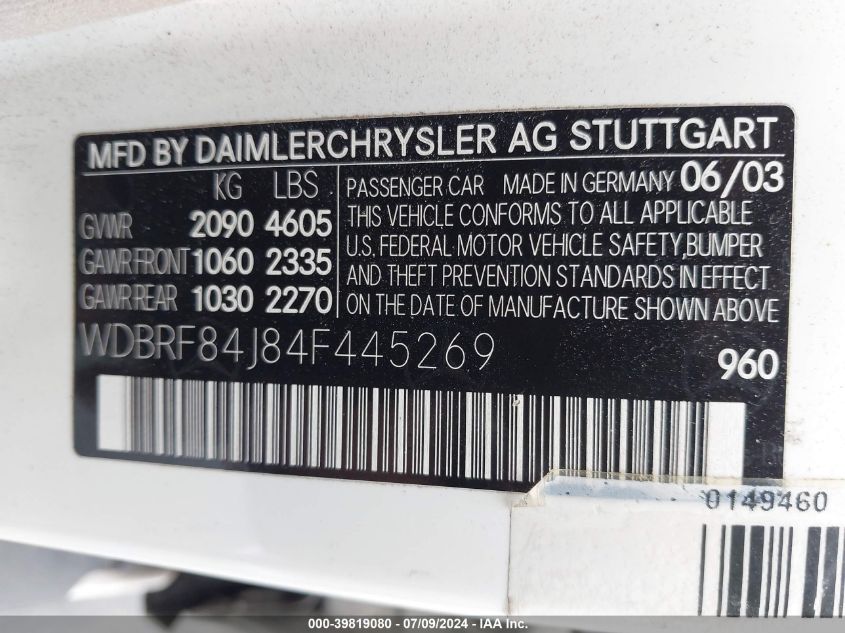 MFD BY DAIMLERCHRYSLER AG STUTTGART
KG LBS
GVWR 2090 4605
GAWR FRONT 1060 2335
GAWR REAR 1030 2270
PASSENGER CAR MADE IN GERMANY 06/03
THIS VEHICLE CONFORMS TO ALL APPLICABLE
U.S. FEDERAL MOTOR VEHICLE SAFETY,BUMPER
AND THEFT PREVENTION STANDARDS IN EFFECT
ON THE DATE OF MANUFACTURE SHOWN ABOVE
WDBRF84J84F445269
960
0149460
000-39819080 - 07/09/2024 - IAA Inc.